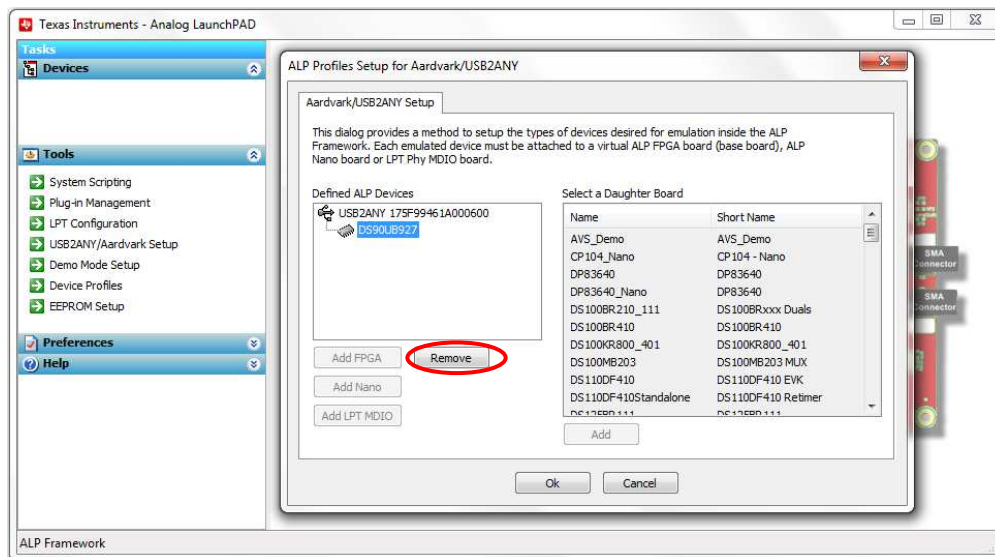 Texas Instruments - Analog LaunchPAD
Tasks
Devices
Tools
System Scripting
Plug-in Management
LPT Configuration
USB2ANY/Aardvark Setup
Demo Mode Setup
Device Profiles
EEPROM Setup
Preferences
Help
ALP Profiles Setup for Aardvark/USB2ANY
Aardvark/USB2ANY Setup
This dialog provides a method to setup the types of devices desired for emulation inside the ALP
Framework. Each emulated device must be attached to a virtual ALP FPGA board (base board), ALP
Nano board or LPT Phy MDIO board.
Defined ALP Devices
USB2ANY 175F99461A000600
DS90UB927
Add FPGA Remove
Add Nano
Add LPT MDIO
Select a Daughter Board
Name Short Name
AVS_Demo AVS_Demo
CP104_Nano CP104 - Nano
DP83640 DP83640
DP83640_Nano DP83640
DS100BR210_111 DS100BRxxx Duals
DS100BR410 DS100BR410
DS100KR800_401 DS100KR800_401
DS100MB203 DS100MB203 MUX
DS110DF410 DS110DF410 EVK
DS110DF410Standalone DS110DF410 Retimer
Add
Ok Cancel
SMA
Connector
SMA
Connector
ALP Framework